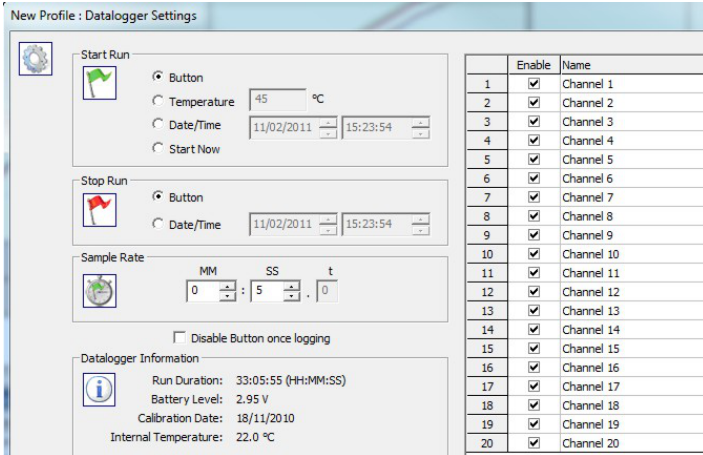 New Profile : Datalogger Settings
Start Run
Button
Temperature 45 ºC
Date/Time 11/02/2011 15:23:54
Start Now
Stop Run
Button
Date/Time 11/02/2011 15:23:54
Sample Rate
MM SS t
0 : 5 . 0
Disable Button once logging
Datalogger Information
Run Duration: 33:05:55 (HH:MM:SS)
Battery Level: 2.95 V
Calibration Date: 18/11/2010
Internal Temperature: 22.0 ºC
Enable Name
1 Channel 1
2 Channel 2
3 Channel 3
4 Channel 4
5 Channel 5
6 Channel 6
7 Channel 7
8 Channel 8
9 Channel 9
10 Channel 10
11 Channel 11
12 Channel 12
13 Channel 13
14 Channel 14
15 Channel 15
16 Channel 16
17 Channel 17
18 Channel 18
19 Channel 19
20 Channel 20